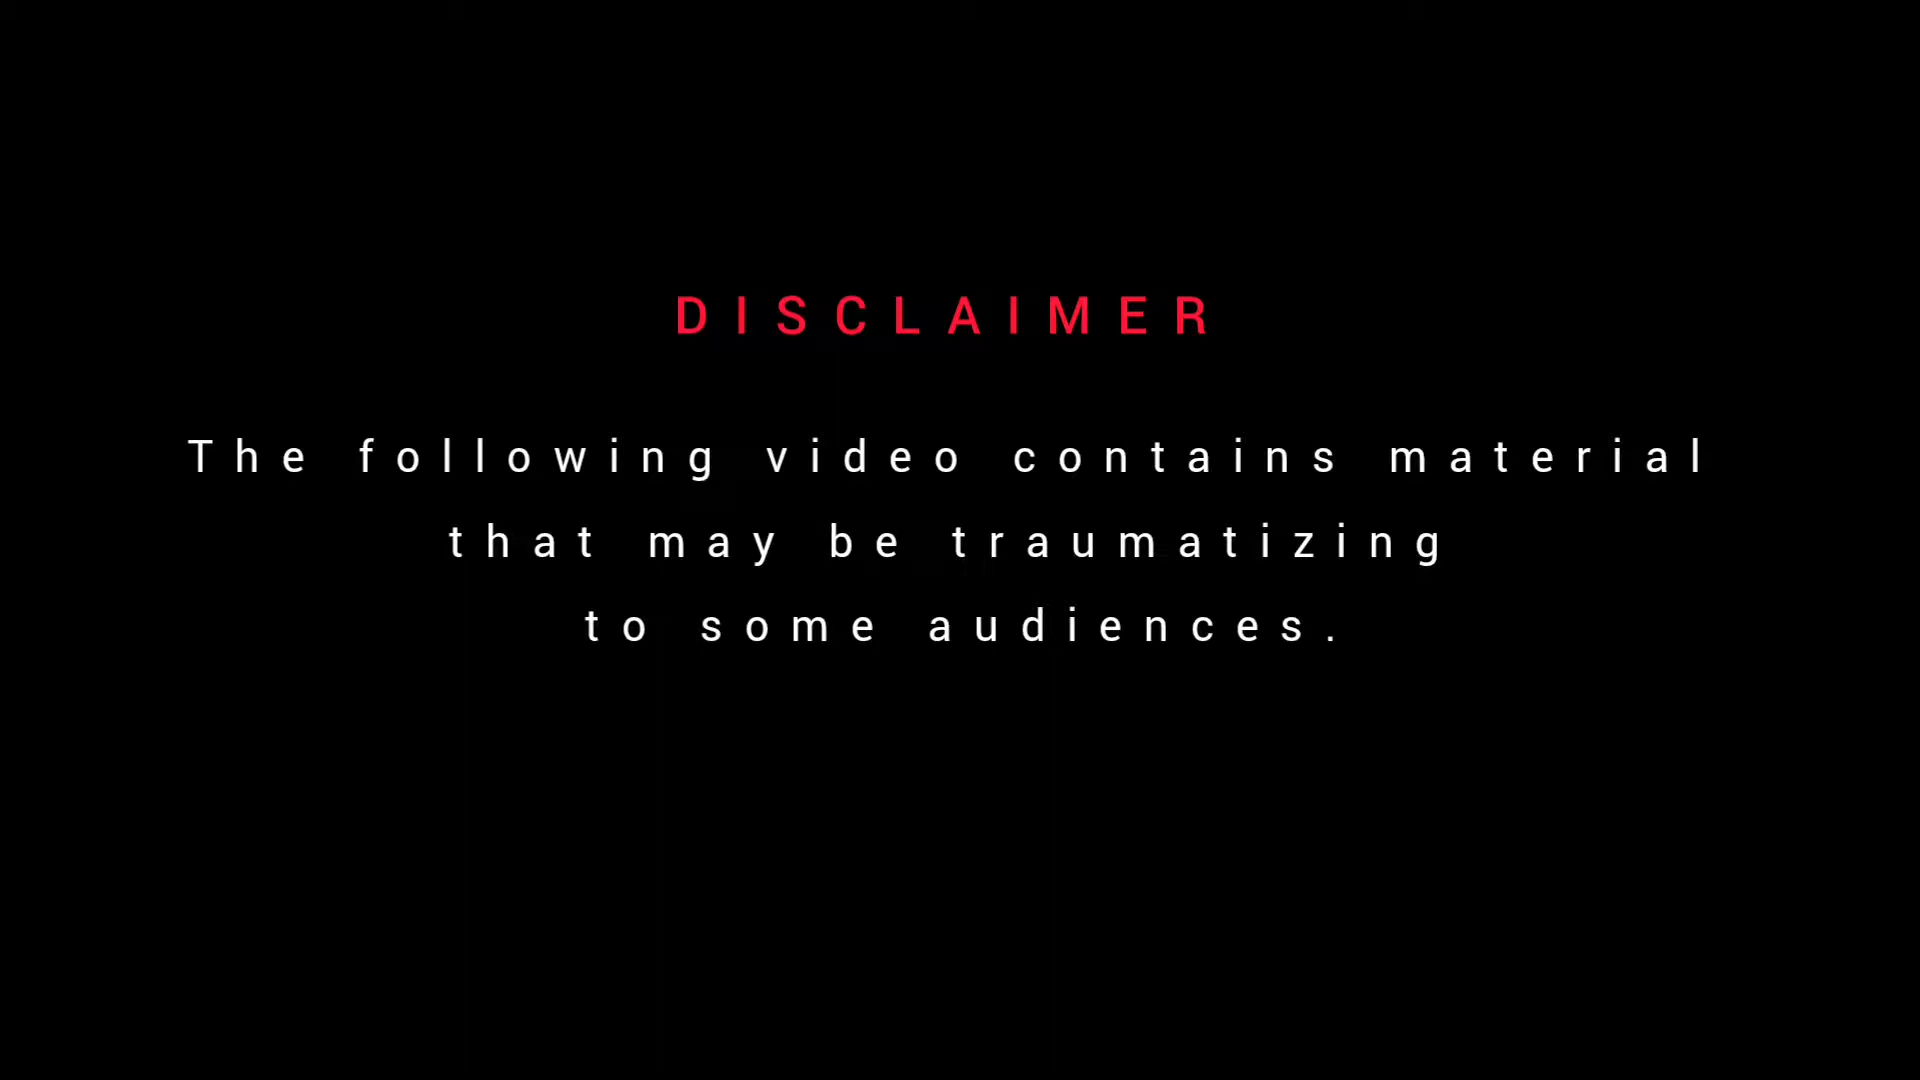 DISCLAIMER
The following video contains material
that may be traumatizing
to some audiences.